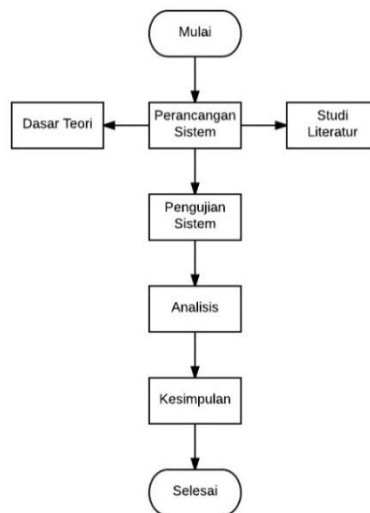 Mulai
Dasar Teori
Perancangan
Sistem
Studi
Literatur
Pengujian
Sistem
Analisis
Kesimpulan
Selesai